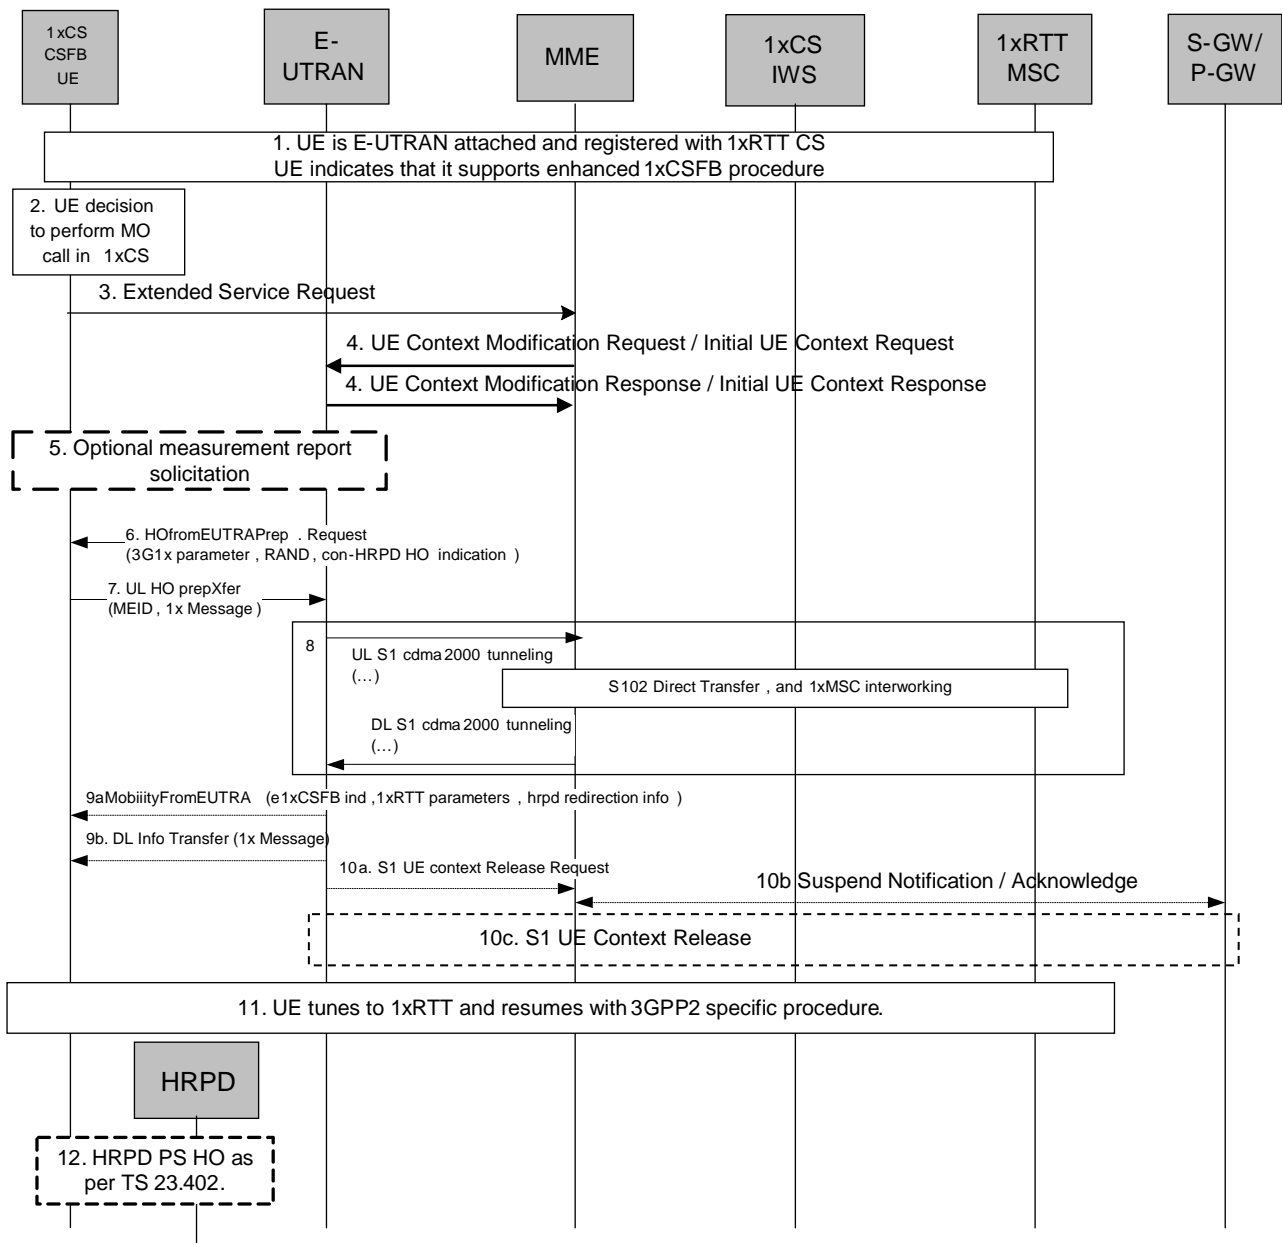 1xCS
CSFB
UE
E-
UTRAN
MME
1xCS
IWS
1xRTT
MSC
S-GW/
P-GW
1. UE is E-UTRAN attached and registered with 1xRTT CS
UE indicates that it supports enhanced 1xCSFB procedure
2. UE decision
to perform MO
call in 1xCS
3. Extended Service Request
4. UE Context Modification Request / Initial UE Context Request
4. UE Context Modification Response / Initial UE Context Response
5. Optional measurement report
solicitation
6. HOfromEUTRAPrep . Request
(3G1x parameter , RAND , con-HRPD HO indication )
7. UL HO prepXfer
(MEID , 1x Message )
8
UL S1 cdma2000 tunneling
(...)
S102 Direct Transfer , and 1xMSC interworking
DL S1 cdma2000 tunneling
(...)
9aMobiiityFromEUTRA (e1xCSFB ind ,1xRTT parameters , hrpd redirection info )
9b. DL Info Transfer (1x Message)
10a. S1 UE context Release Request
10b Suspend Notification / Acknowledge
10c. S1 UE Context Release
11. UE tunes to 1xRTT and resumes with 3GPP2 specific procedure.
HRPD
12. HRPD PS HO as
per TS 23.402.